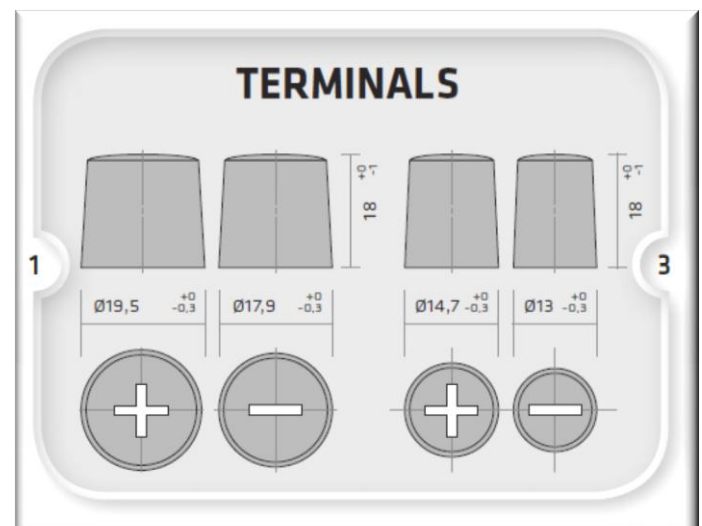 TERMINALS
18 +0 -1
18 +0 -1
1
3
Ø19,5 +0 -0,3
Ø17,9 +0 -0,3
Ø14,7 +0 -0,3
Ø13 +0 -0,3